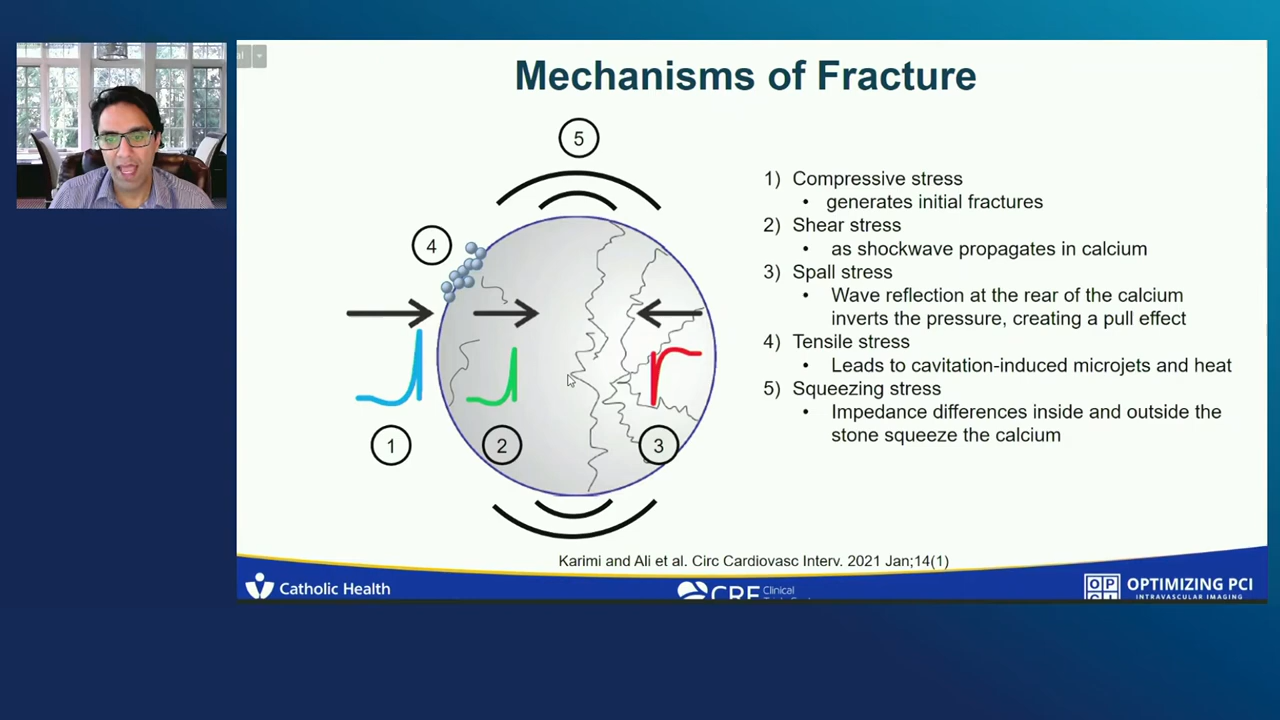 Mechanisms of Fracture
5
4
1
2
3
1) Compressive stress
• generates initial fractures
2) Shear stress
• as shockwave propagates in calcium
3) Spall stress
• Wave reflection at the rear of the calcium
inverts the pressure, creating a pull effect
4) Tensile stress
• Leads to cavitation-induced microjets and heat
5) Squeezing stress
• Impedance differences inside and outside the
stone squeeze the calcium
Karimi and Ali et al. Circ Cardiovasc Interv. 2021 Jan;14(1)
Catholic Health
CRF
Clinical
OPTIMIZING PCI
INTRAVASCULAR IMAGING